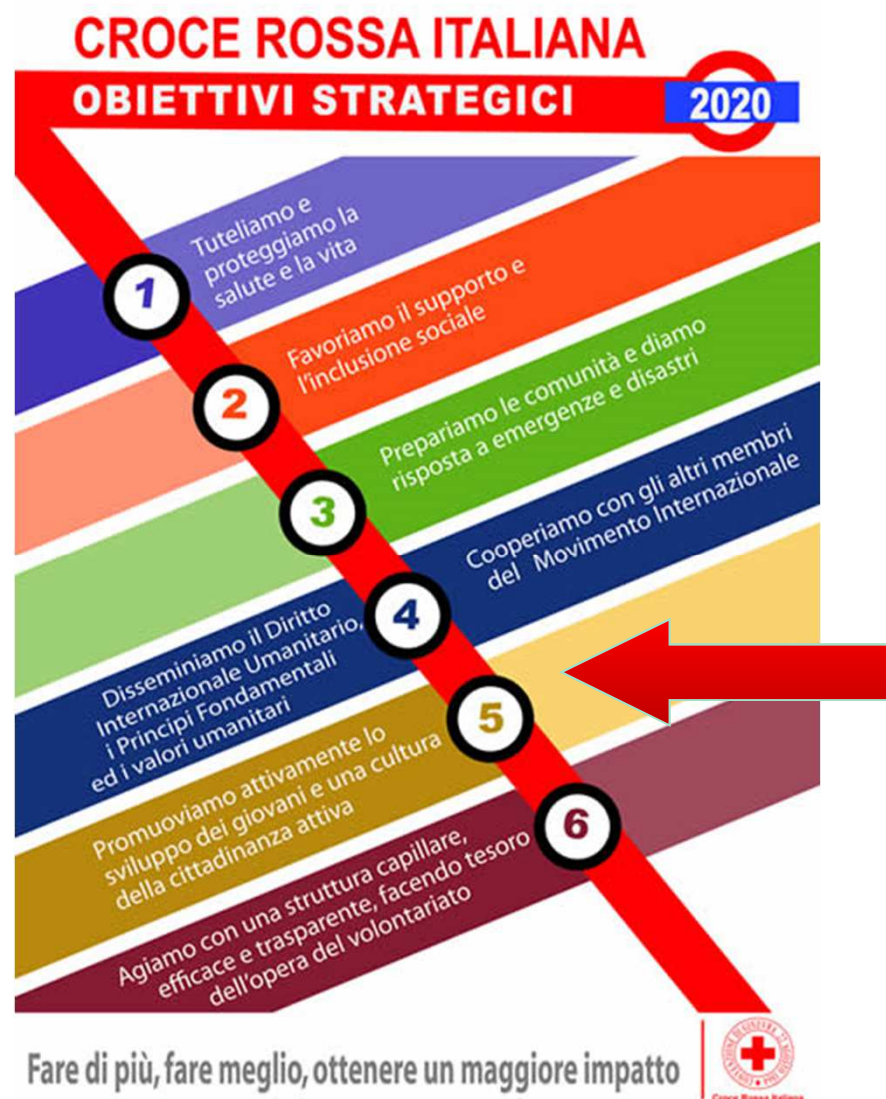 CROCE ROSSA ITALIANA
OBIETTIVI STRATEGICI
2020
1
Tuteliamo e
proteggiamo la
salute e la vita
2
Favoriamo il supporto e
l'inclusione sociale
3
Prepariamo le comunità e diamo
risposta a emergenze e disastri
4
Cooperiamo con gli altri membri
del Movimento Internazionale
Disseminiamo il Diritto
Internazionale Umanitario,
i Principi Fondamentali
ed i valori umanitari
5
Promuoviamo attivamente lo
sviluppo dei giovani e una cultura
della cittadinanza attiva
6
Agiamo con una struttura capillare,
efficace e trasparente, facendo tesoro
dell'opera del volontariato
Fare di più, fare meglio, ottenere un maggiore impatto
Croce Rossa Italiana